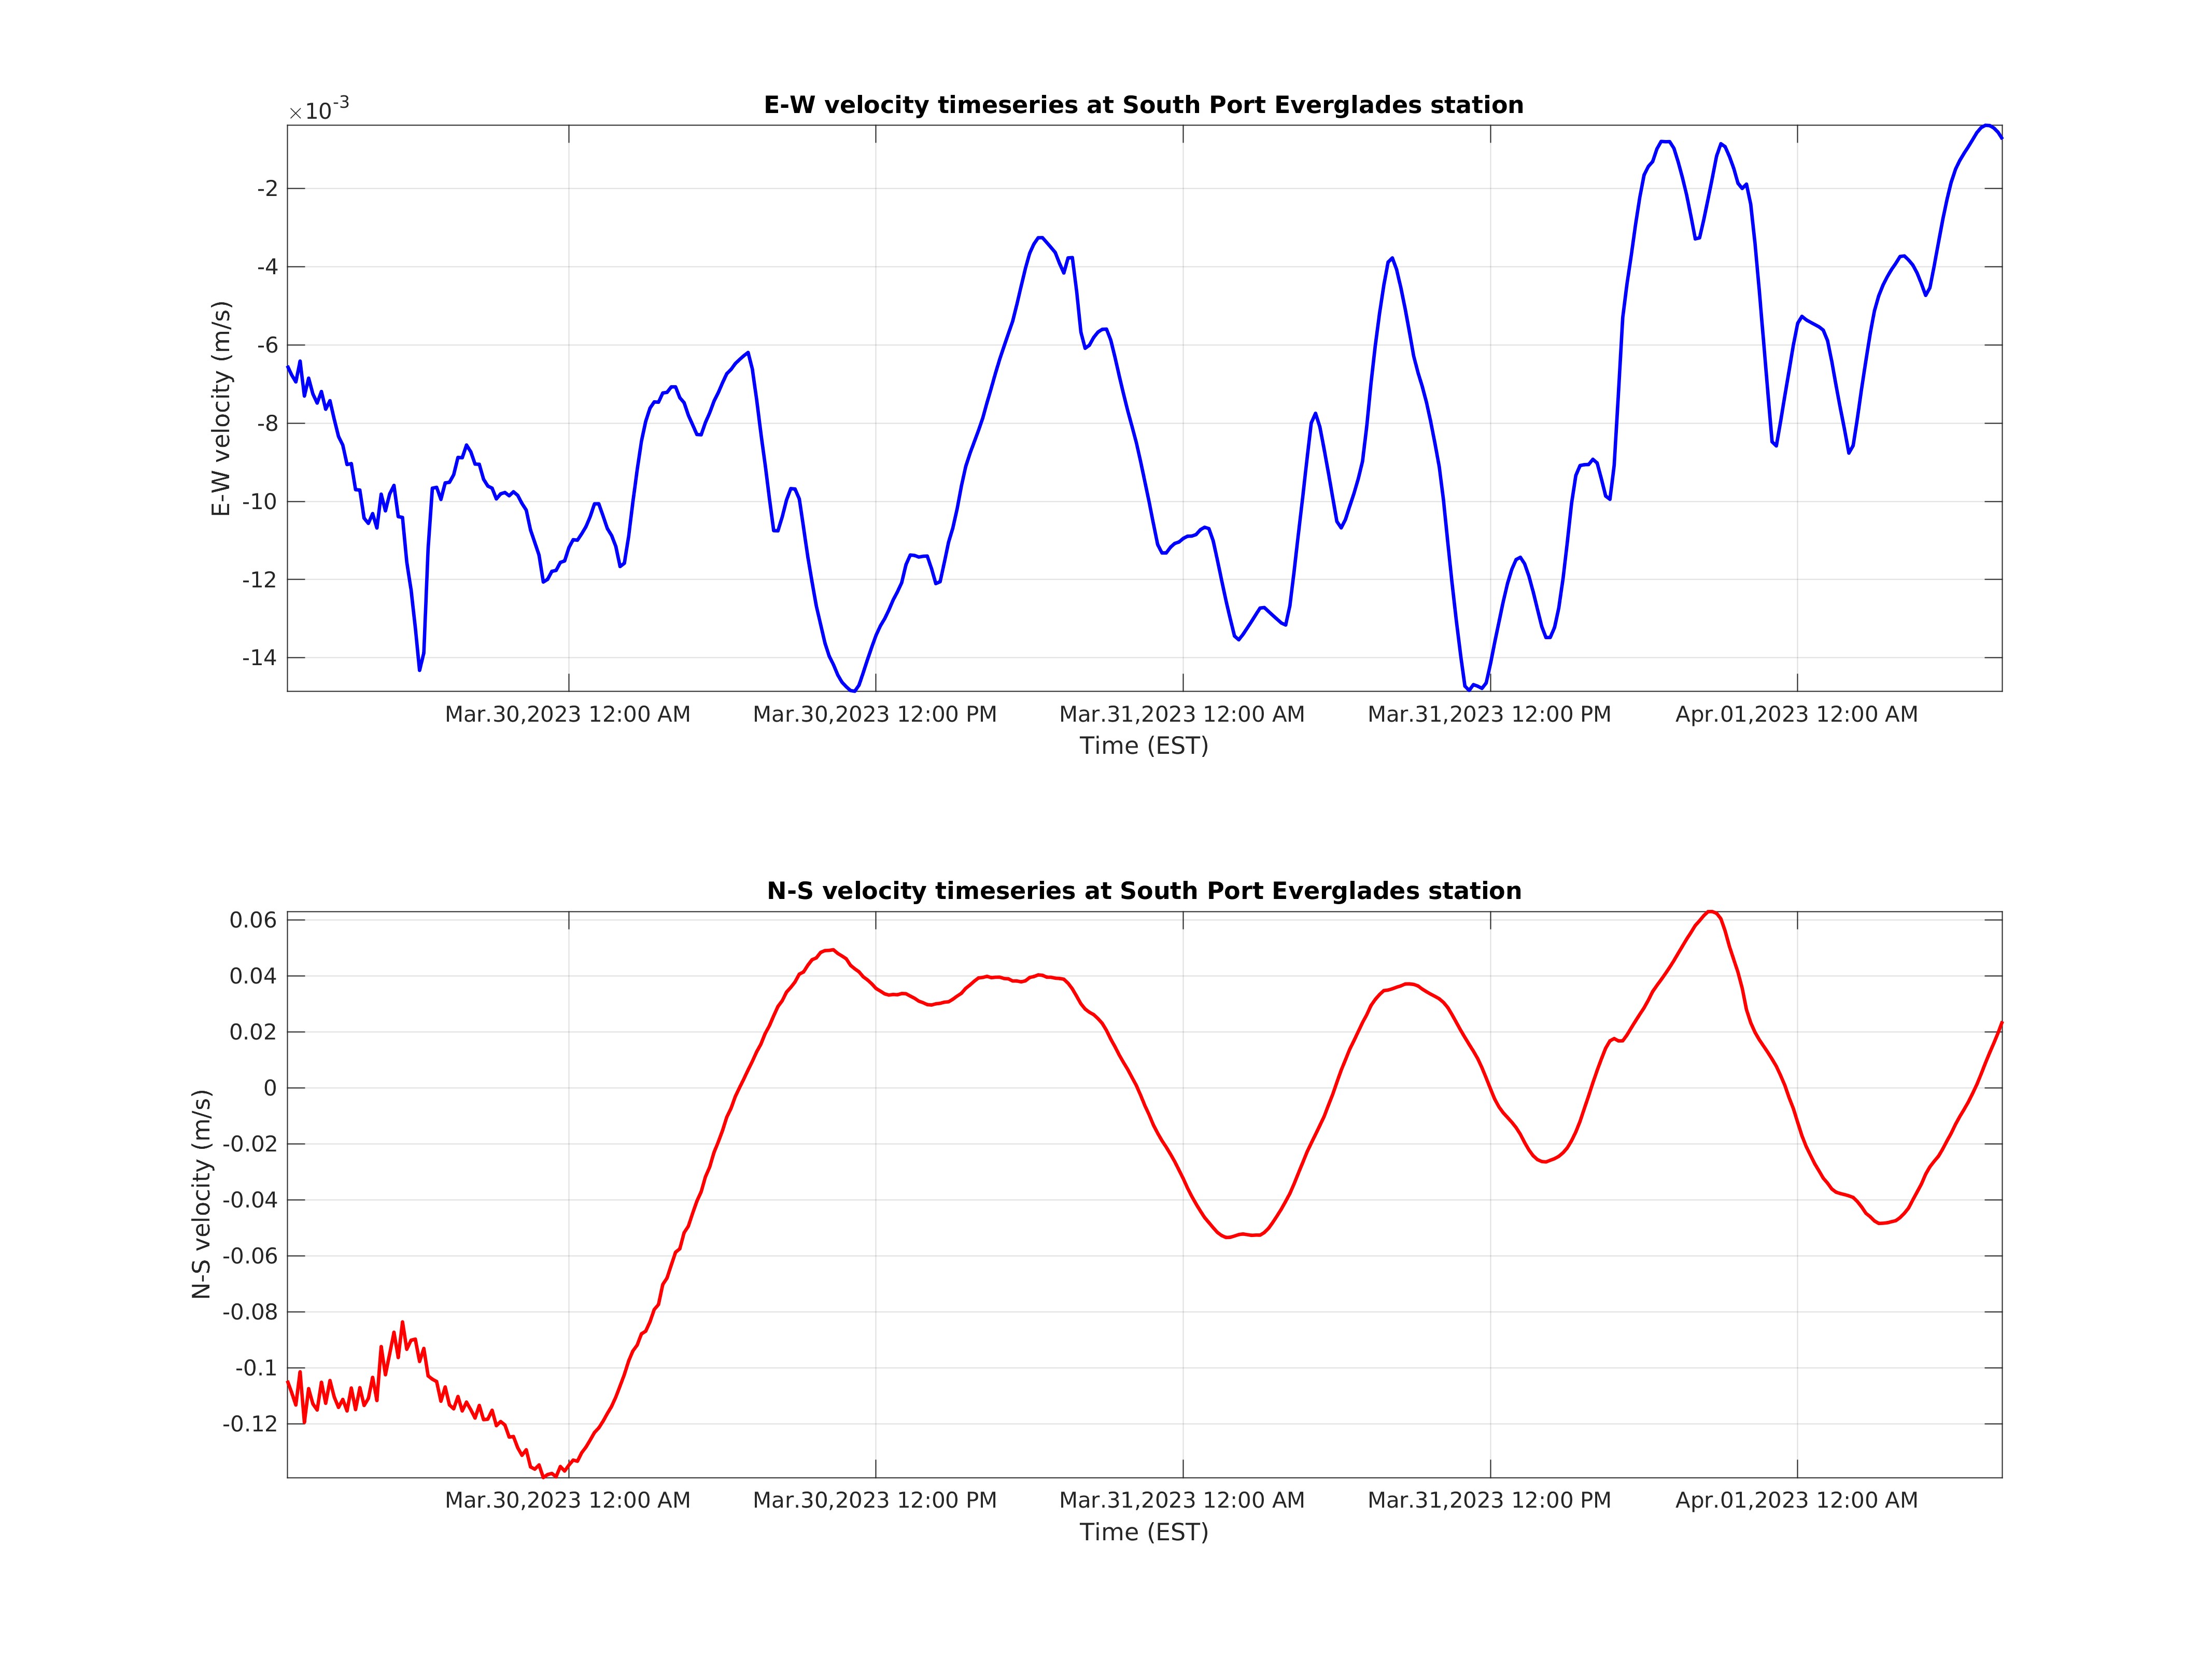 E-W velocity timeseries at South Port Everglades station
×10-3
-2
-4
-6
-8
-10
-12
-14
E-W velocity (m/s)
Mar.30,2023 12:00 AM Mar.30,2023 12:00 PM Mar.31,2023 12:00 AM Mar.31,2023 12:00 PM Apr.01,2023 12:00 AM
Time (EST)
N-S velocity timeseries at South Port Everglades station
0.06
0.04
0.02
0
-0.02
-0.04
-0.06
-0.08
-0.1
-0.12
N-S velocity (m/s)
Mar.30,2023 12:00 AM Mar.30,2023 12:00 PM Mar.31,2023 12:00 AM Mar.31,2023 12:00 PM Apr.01,2023 12:00 AM
Time (EST)